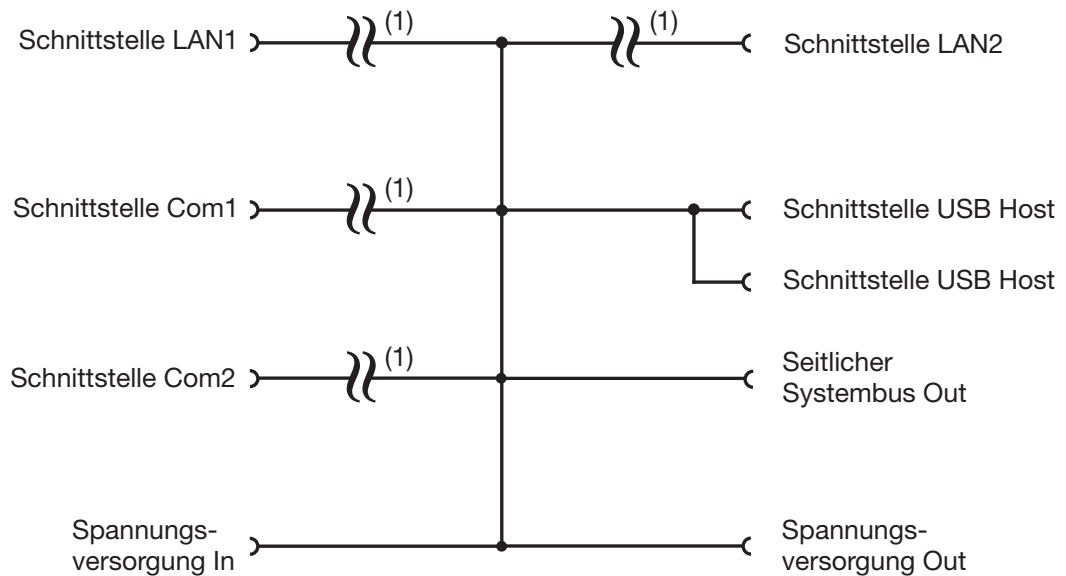 Schnittstelle LAN1
(1)
(1)
Schnittstelle LAN2
Schnittstelle Com1
(1)
Schnittstelle USB Host
Schnittstelle USB Host
Schnittstelle Com2
(1)
Seitlicher
Systembus Out
Spannungs-
versorgung In
Spannungs-
versorgung Out